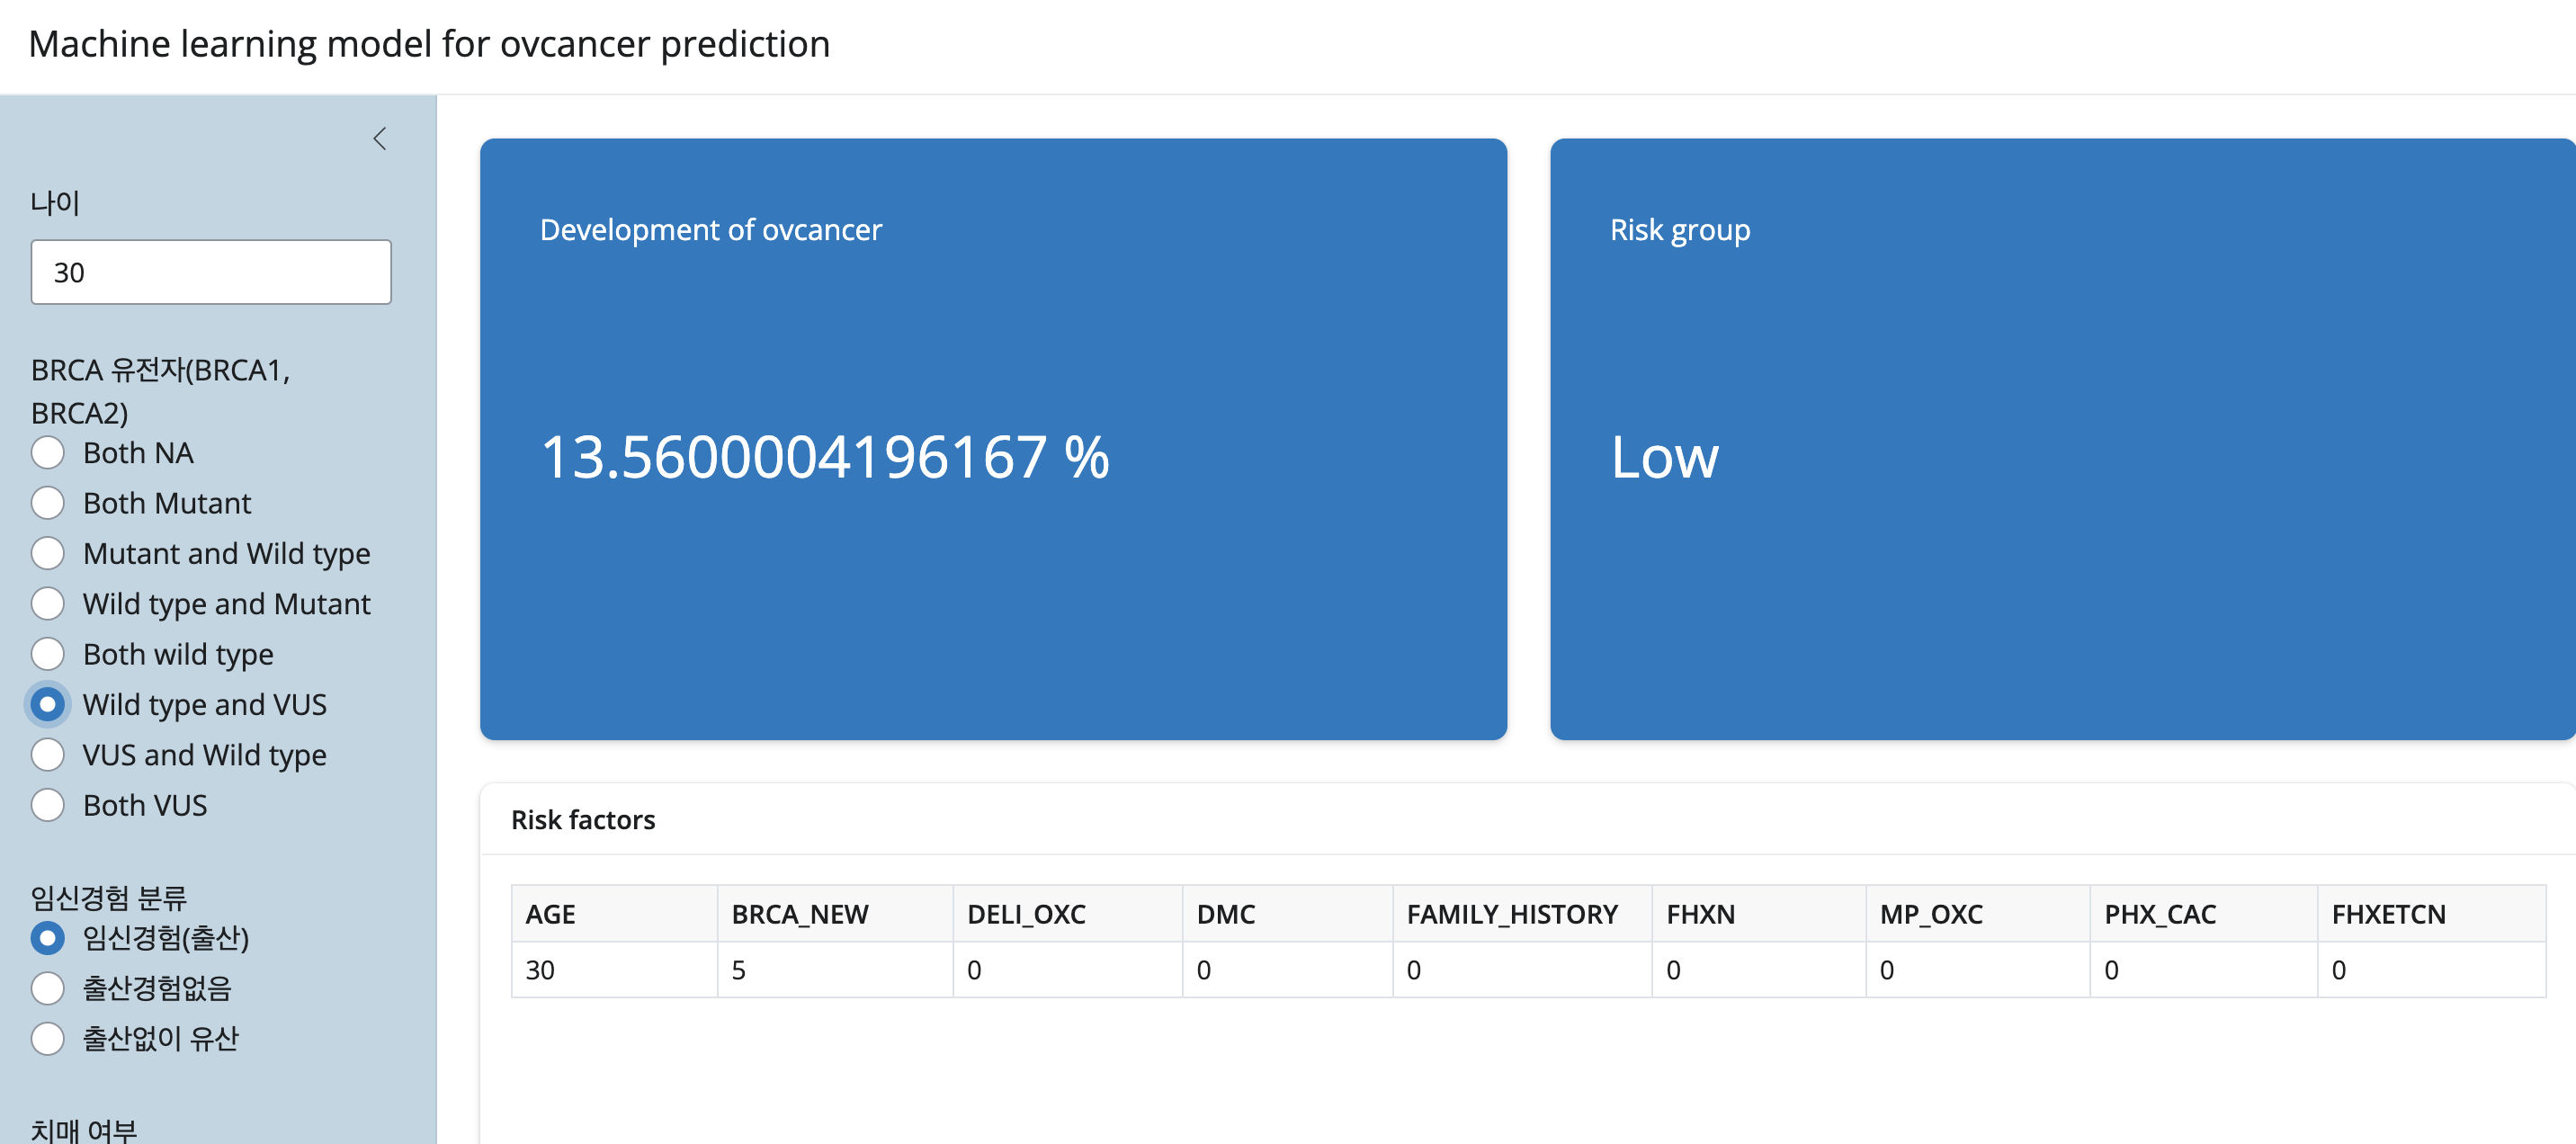 Machine learning model for ovcancer prediction
나이
30
BRCA 유전자(BRCA1,
BRCA2)
Both NA
Both Mutant
Mutant and Wild type
Wild type and Mutant
Both wild type
Wild type and VUS
VUS and Wild type
Both VUS
임신경험 분류
임신경험(출산)
출산경험없음
출산없이 유산
치매 여부
Development of ovcancer
13.5600004196167 %
Risk group
Low
Risk factors
AGE BRCA_NEW DELI_OXC DMC FAMILY_HISTORY FHXN MP_OXC PHX_CAC FHXETCN
30 5 0 0 0 0 0 0 0